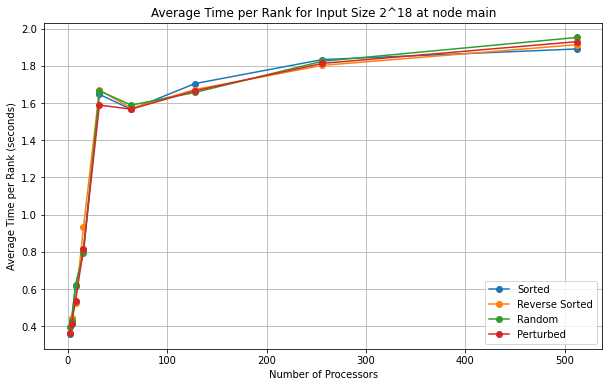 Average Time per Rank for Input Size 2^18 at node main
Average Time per Rank (seconds)
2.0
1.8
1.6
1.4
1.2
1.0
0.8
0.6
0.4
0
100
200
300
400
500
Number of Processors
Sorted
Reverse Sorted
Random
Perturbed